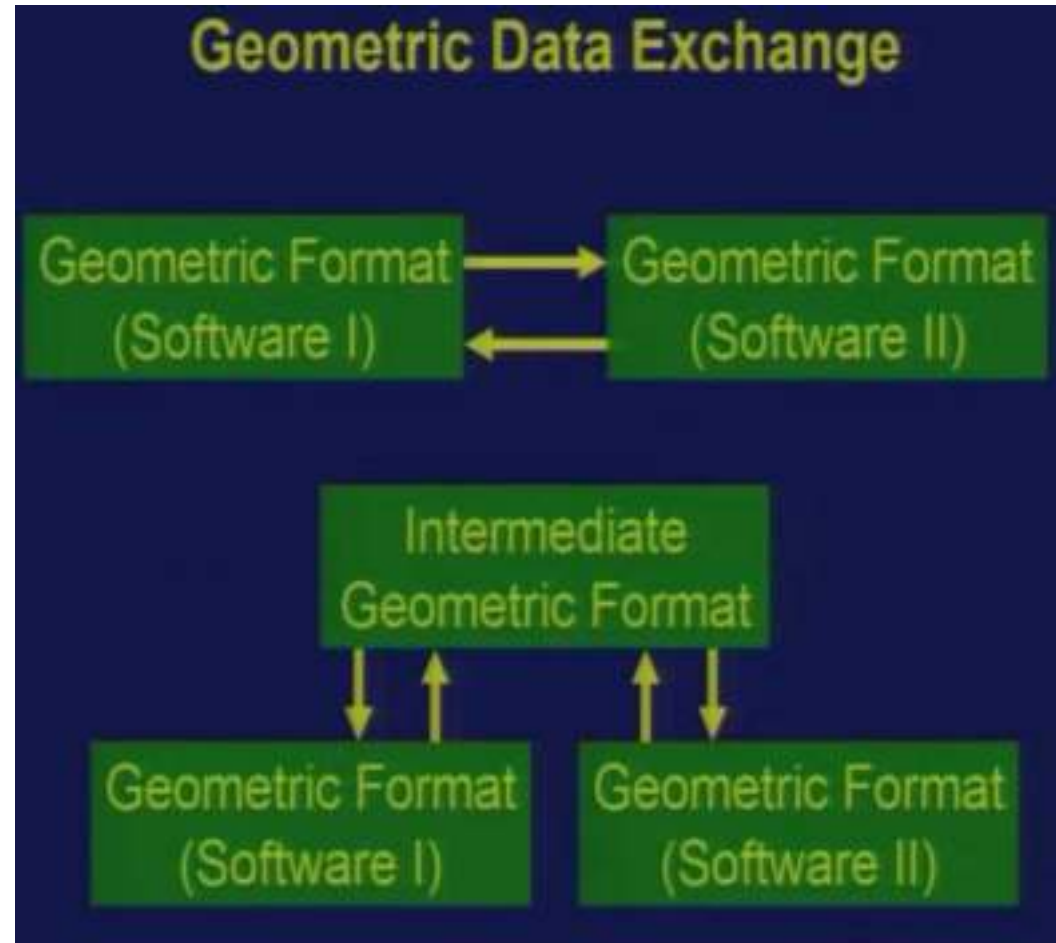 Geometric Data Exchange
Geometric Format
(Software I)
Geometric Format
(Software II)
Intermediate
Geometric Format
Geometric Format
(Software I)
Geometric Format
(Software II)